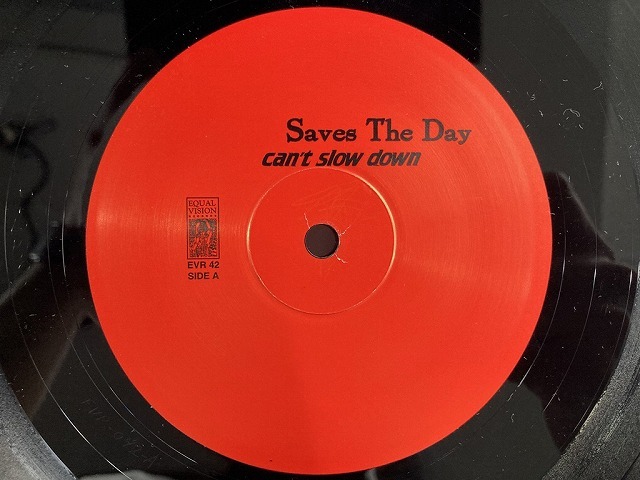 Saves The Day
can't slow down
EQUAL
VISION
EVR 42
SIDE A